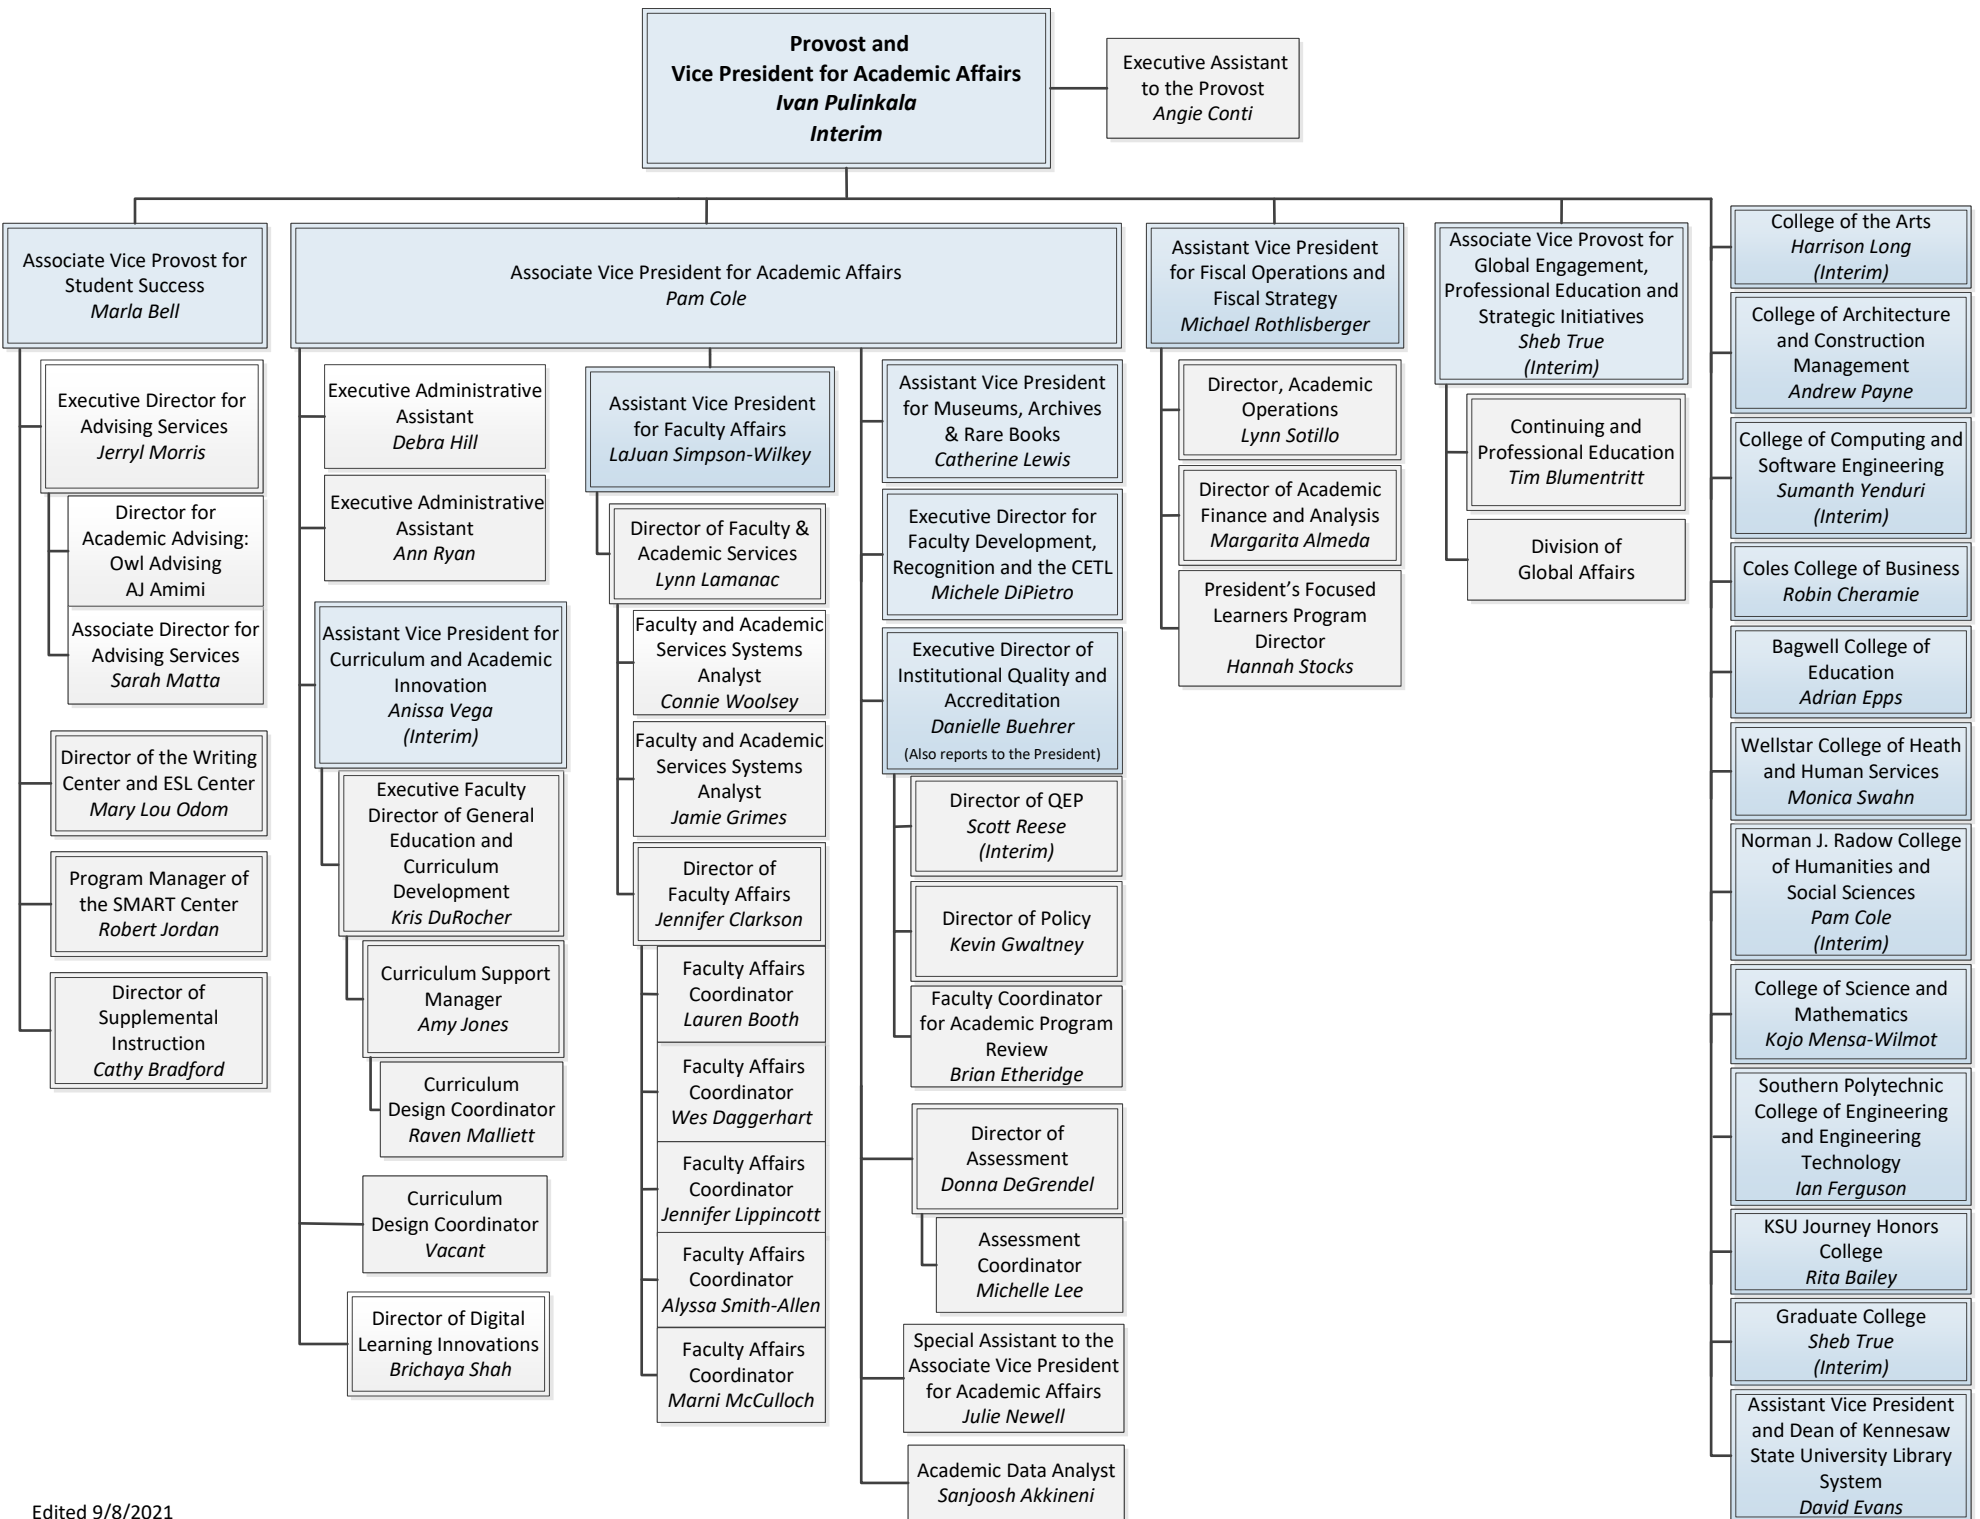 Provost and
Vice President for Academic Affairs
Ivan Pulinkala
Interim
Executive Assistant
to the Provost
Angie Conti
Associate Vice Provost for
Student Success
Marla Bell
Executive Director for
Advising Services
Jerryl Morris
Director for
Academic Advising:
Owl Advising
AJ Amimi
Associate Director for
Advising Services
Sarah Matta
Director of the Writing
Center and ESL Center
Mary Lou Odom
Program Manager of
the SMART Center
Robert Jordan
Director of
Supplemental
Instruction
Cathy Bradford
Associate Vice President for Academic Affairs
Pam Cole
Executive Administrative
Assistant
Debra Hill
Executive Administrative
Assistant
Ann Ryan
Assistant Vice President for
Curriculum and Academic
Innovation
Anissa Vega
(Interim)
Executive Faculty
Director of General
Education and
Curriculum
Development
Kris DuRocher
Curriculum Support
Manager
Amy Jones
Curriculum
Design Coordinator
Raven Malliett
Curriculum
Design Coordinator
Vacant
Director of Digital
Learning Innovations
Brichaya Shah
Assistant Vice President
for Faculty Affairs
LaJuan Simpson-Wilkey
Director of Faculty &
Academic Services
Lynn Lamanac
Faculty and Academic
Services Systems
Analyst
Connie Woolsey
Faculty and Academic
Services Systems
Analyst
Jamie Grimes
Director of
Faculty Affairs
Jennifer Clarkson
Faculty Affairs
Coordinator
Lauren Booth
Faculty Affairs
Coordinator
Wes Daggerhart
Faculty Affairs
Coordinator
Jennifer Lippincott
Faculty Affairs
Coordinator
Alyssa Smith-Allen
Faculty Affairs
Coordinator
Marni McCulloch
Assistant Vice President
for Museums, Archives
& Rare Books
Catherine Lewis
Executive Director for
Faculty Development,
Recognition and the CETL
Michele DiPietro
Executive Director of
Institutional Quality and
Accreditation
Danielle Buehrer
(Also reports to the President)
Director of QEP
Scott Reese
(Interim)
Director of Policy
Kevin Gwaltney
Faculty Coordinator
for Academic Program
Review
Brian Etheridge
Director of
Assessment
Donna DeGrendel
Assessment
Coordinator
Michelle Lee
Special Assistant to the
Associate Vice President
for Academic Affairs
Julie Newell
Academic Data Analyst
Sanjoosh Akkineni
Assistant Vice President
for Fiscal Operations and
Fiscal Strategy
Michael Rothlisberger
Director, Academic
Operations
Lynn Sotillo
Director of Academic
Finance and Analysis
Margarita Almeda
President’s Focused
Learners Program
Director
Hannah Stocks
Associate Vice Provost for
Global Engagement,
Professional Education and
Strategic Initiatives
Sheb True
(Interim)
Continuing and
Professional Education
Tim Blumentritt
Division of
Global Affairs
College of the Arts
Harrison Long
(Interim)
College of Architecture
and Construction
Management
Andrew Payne
College of Computing and
Software Engineering
Sumanth Yenduri
(Interim)
Coles College of Business
Robin Cheramie
Bagwell College of
Education
Adrian Epps
Wellstar College of Heath
and Human Services
Monica Swahn
Norman J. Radow College
of Humanities and
Social Sciences
Pam Cole
(Interim)
College of Science and
Mathematics
Kojo Mensa-Wilmot
Southern Polytechnic
College of Engineering
and Engineering
Technology
Ian Ferguson
KSU Journey Honors
College
Rita Bailey
Graduate College
Sheb True
(Interim)
Assistant Vice President
and Dean of Kennesaw
State University Library
System
David Evans
Edited 9/8/2021